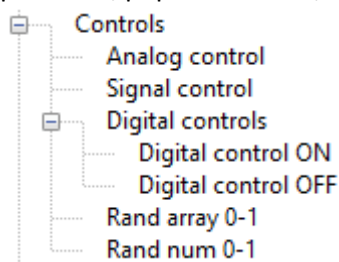 Controls
Analog control
Signal control
Digital controls
Digital control ON
Digital control OFF
Rand array 0-1
Rand num 0-1